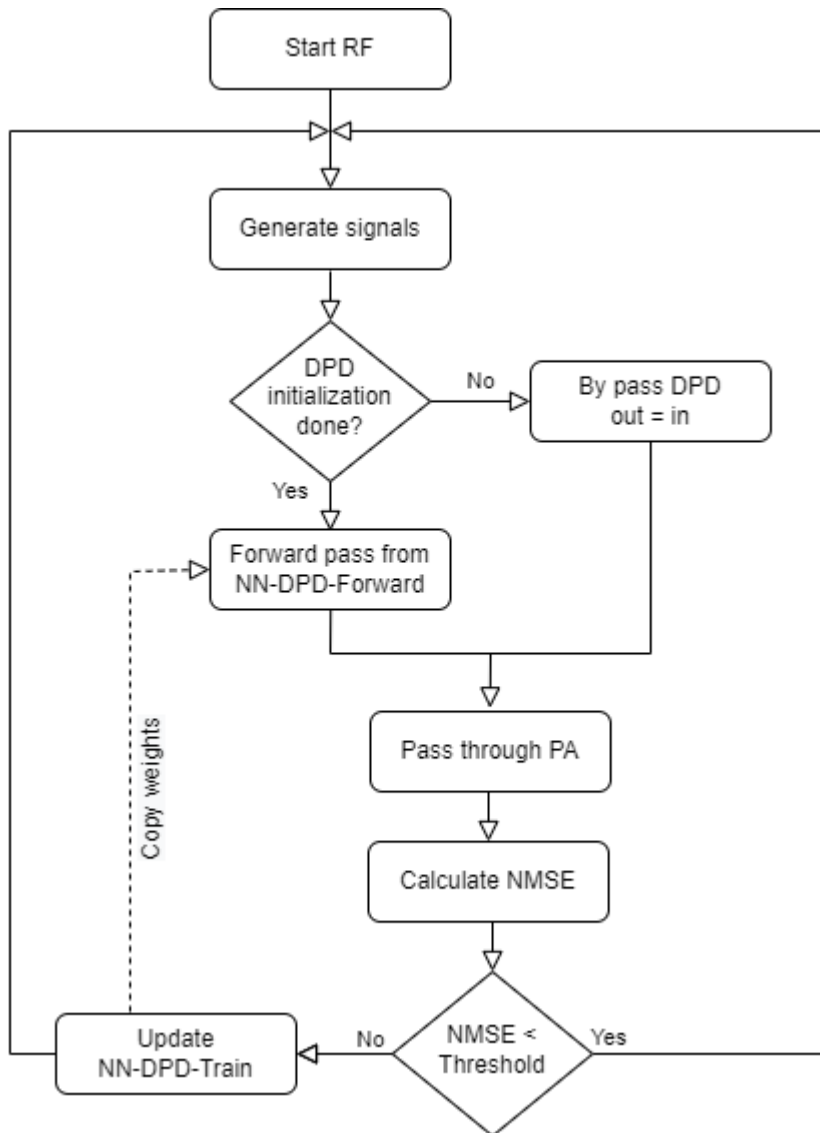 Start RF
Generate signals
DPD
initialization
done?
No
By pass DPD
out = in
Yes
Forward pass from
NN-DPD-Forward
Copy weights
Pass through PA
Calculate NMSE
NMSE <
Threshold
No
Yes
Update
NN-DPD-Train